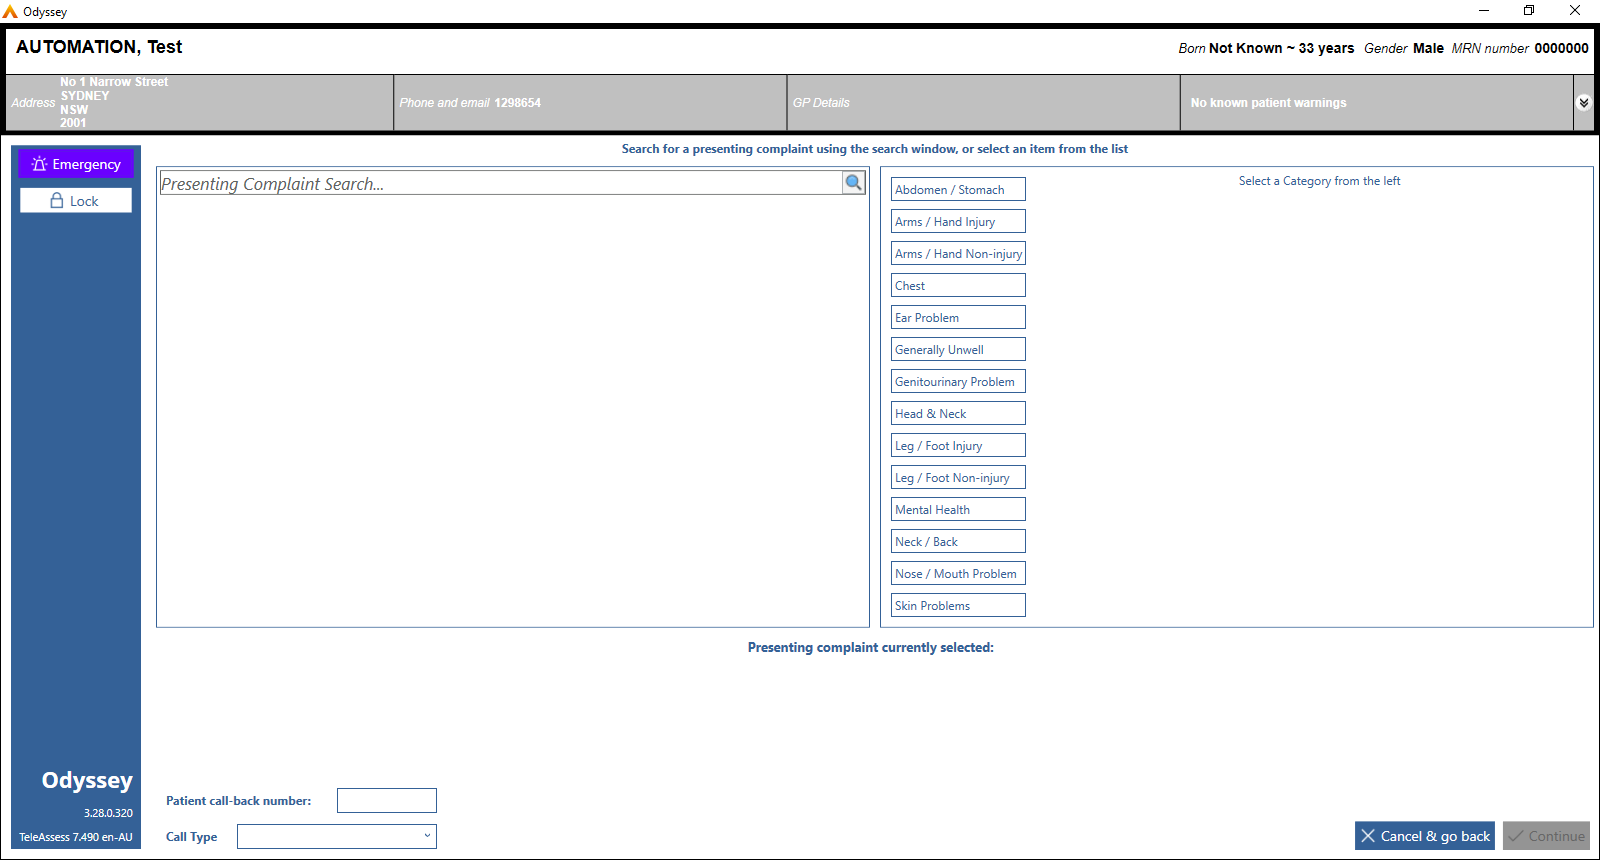 Odyssey
AUTOMATION, Test
Born Not Known ~ 33 years Gender Male MRN number 0000000
Address No 1 Narrow Street
SYDNEY
NSW
2001
Phone and email 1298654
GP Details
No known patient warnings
Emergency
Lock
Search for a presenting complaint using the search window, or select an item from the list
Presenting Complaint Search...
Abdomen / Stomach
Arms / Hand Injury
Arms / Hand Non-injury
Chest
Ear Problem
Generally Unwell
Genitourinary Problem
Head & Neck
Leg / Foot Injury
Leg / Foot Non-injury
Mental Health
Neck / Back
Nose / Mouth Problem
Skin Problems
Select a Category from the left
Presenting complaint currently selected:
Odyssey
3.28.0.320
TeleAssess 7.490 en-AU
Patient call-back number:
Call Type
Cancel & go back
Continue